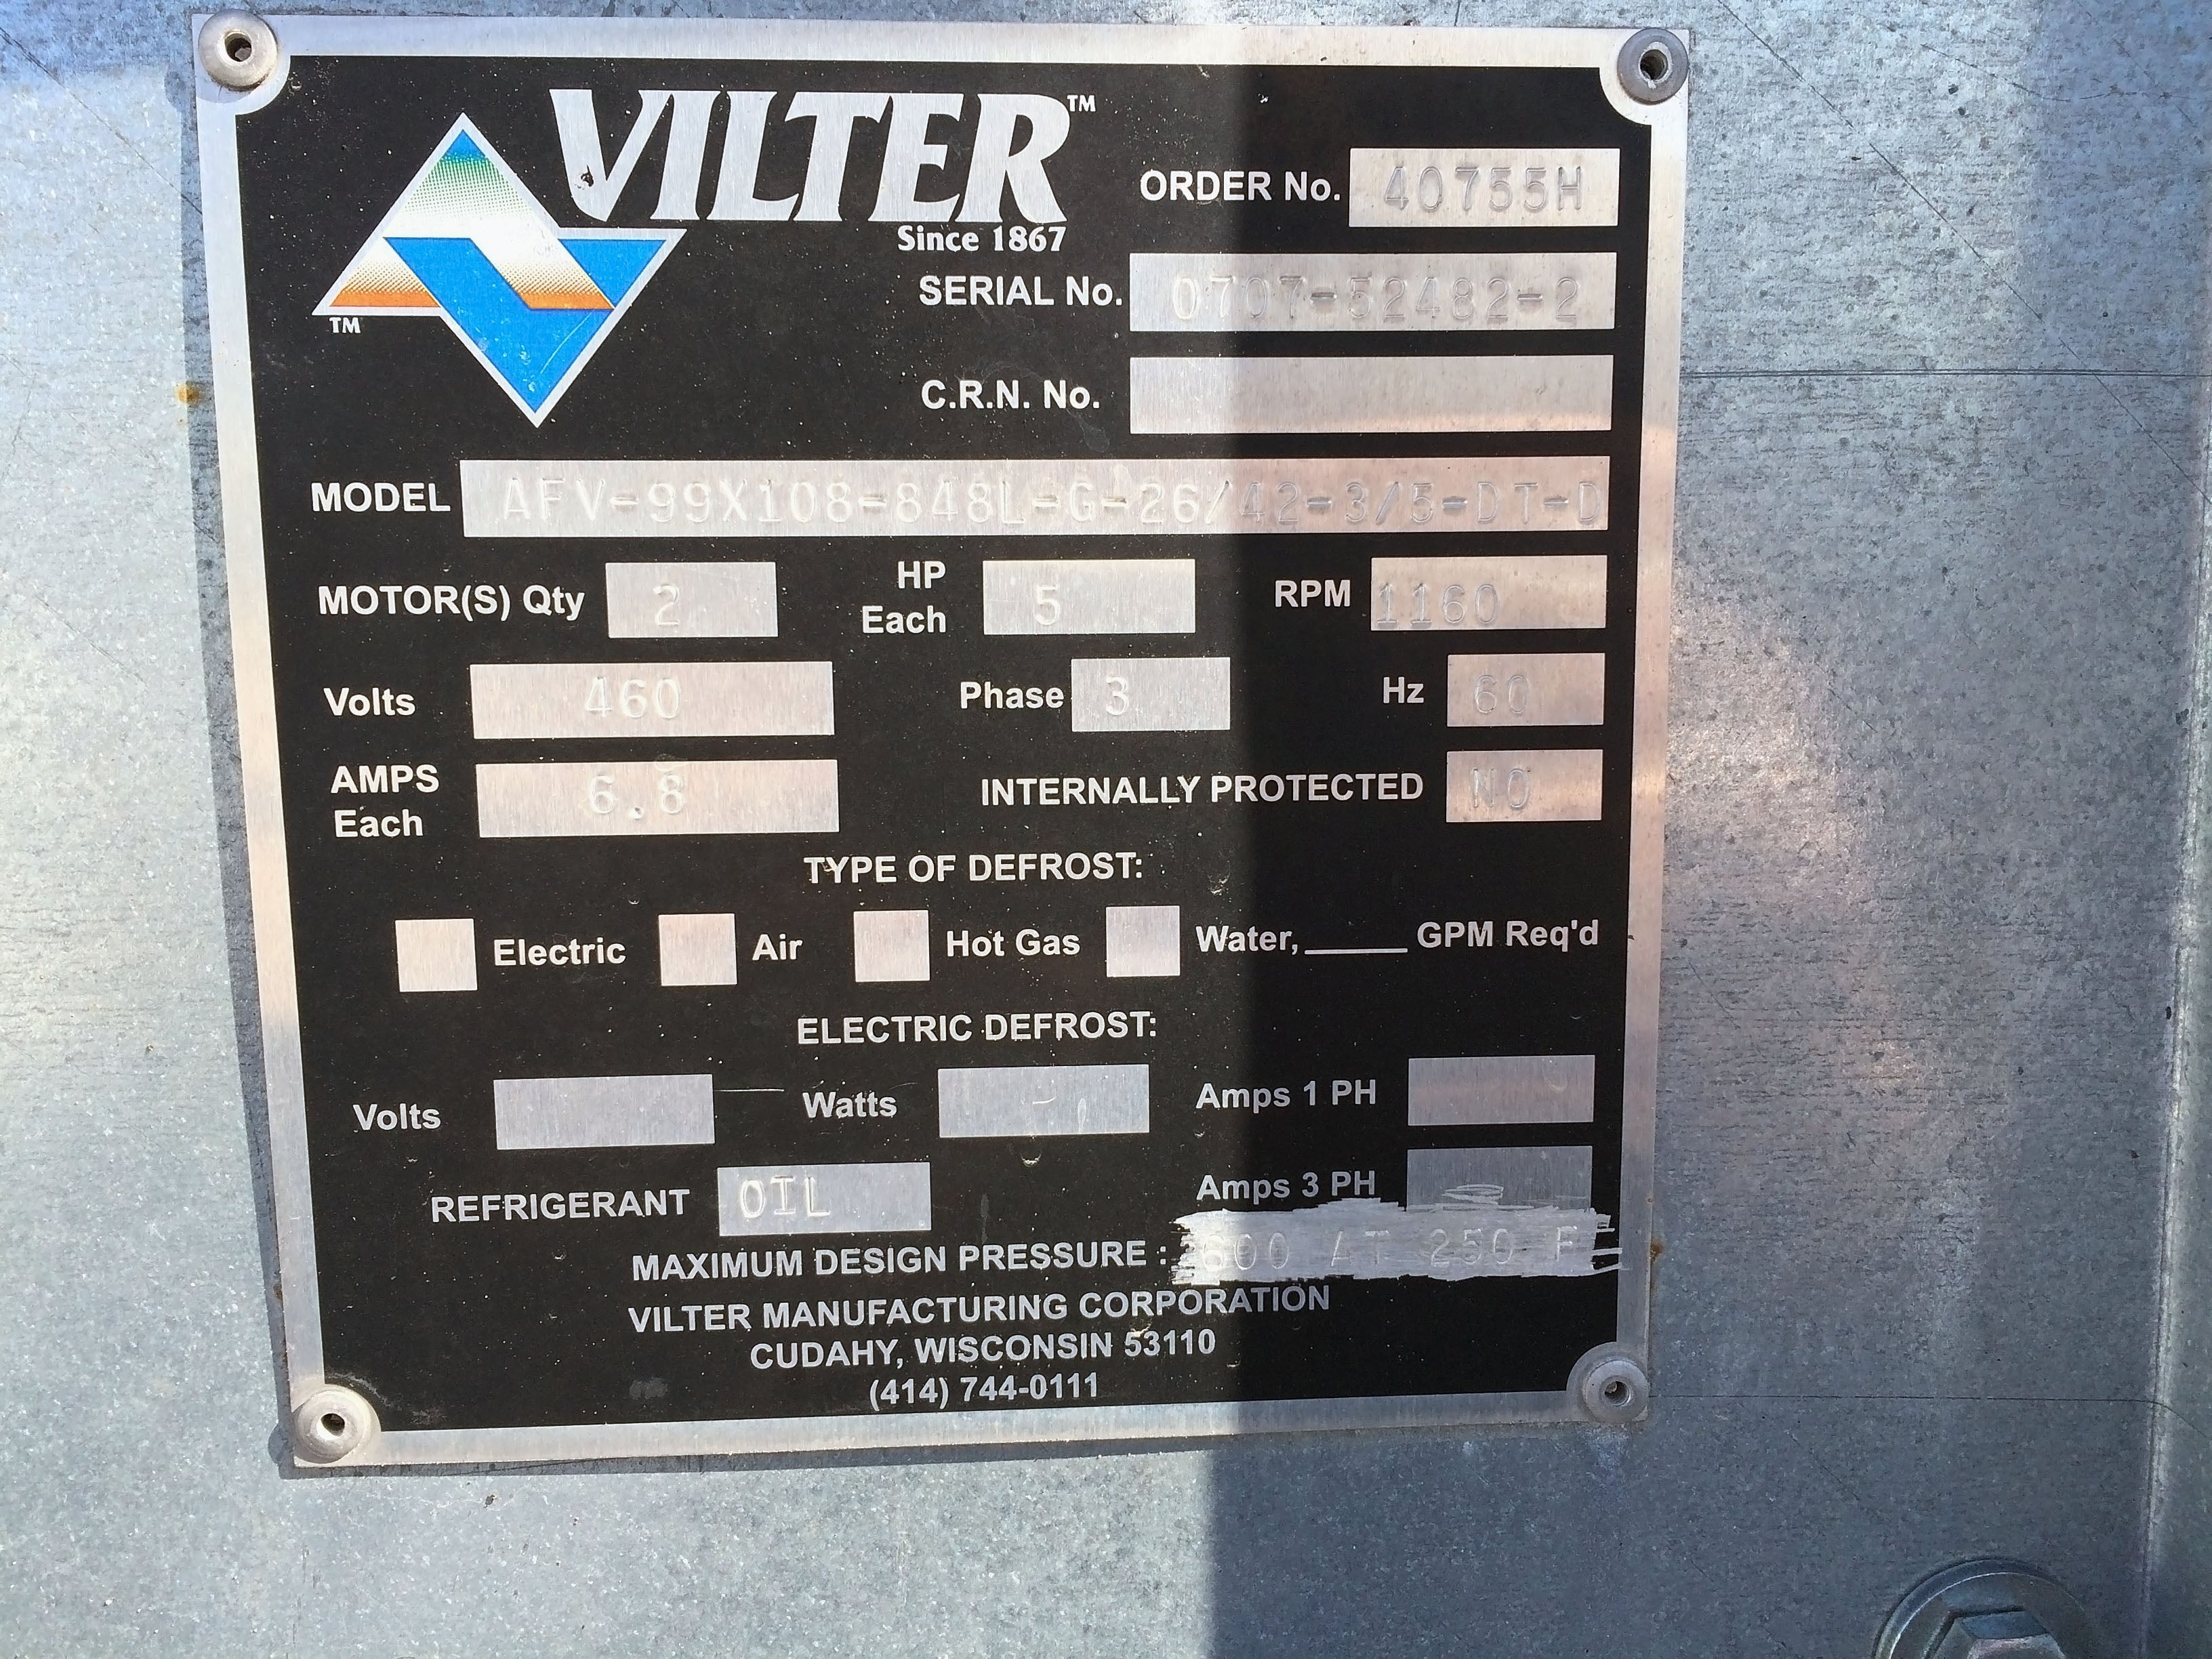 VILTER™
Since 1867
TM
ORDER No. 40755H
SERIAL No. 0707-52482-2
C.R.N. No.
MODEL AFV-99X108-848L-G-26/42-3/5-DT-D
MOTOR(S) Qty 2 HP Each 5 RPM 1160
Volts 460 Phase 3 Hz 60
AMPS Each 6.8 INTERNALLY PROTECTED NO
TYPE OF DEFROST:
Electric Air Hot Gas Water, GPM Req'd
ELECTRIC DEFROST:
Volts Watts Amps 1 PH
REFRIGERANT OIL Amps 3 PH
MAXIMUM DESIGN PRESSURE : AT 250 F
VILTER MANUFACTURING CORPORATION
CUDAHY, WISCONSIN 53110
(414) 744-0111